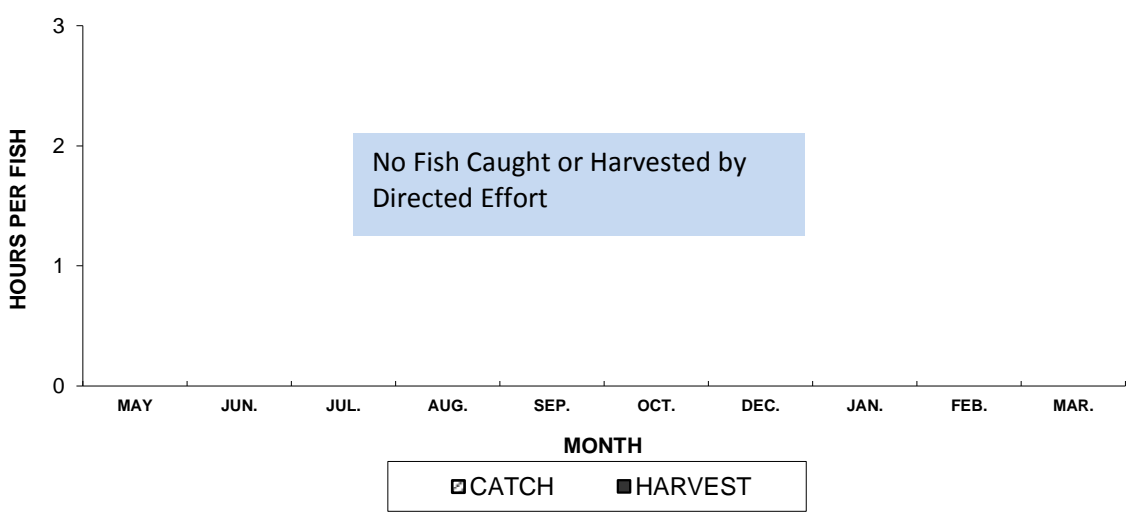 3
2
1
0
HOURS PER FISH
No Fish Caught or Harvested by
Directed Effort
MAY JUN. JUL. AUG. SEP. OCT. DEC. JAN. FEB. MAR.
MONTH
CATCH HARVEST